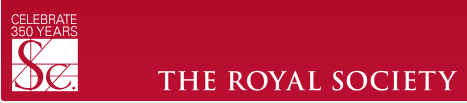 CELEBRATE
350 YEARS
Sc.
THE ROYAL SOCIETY